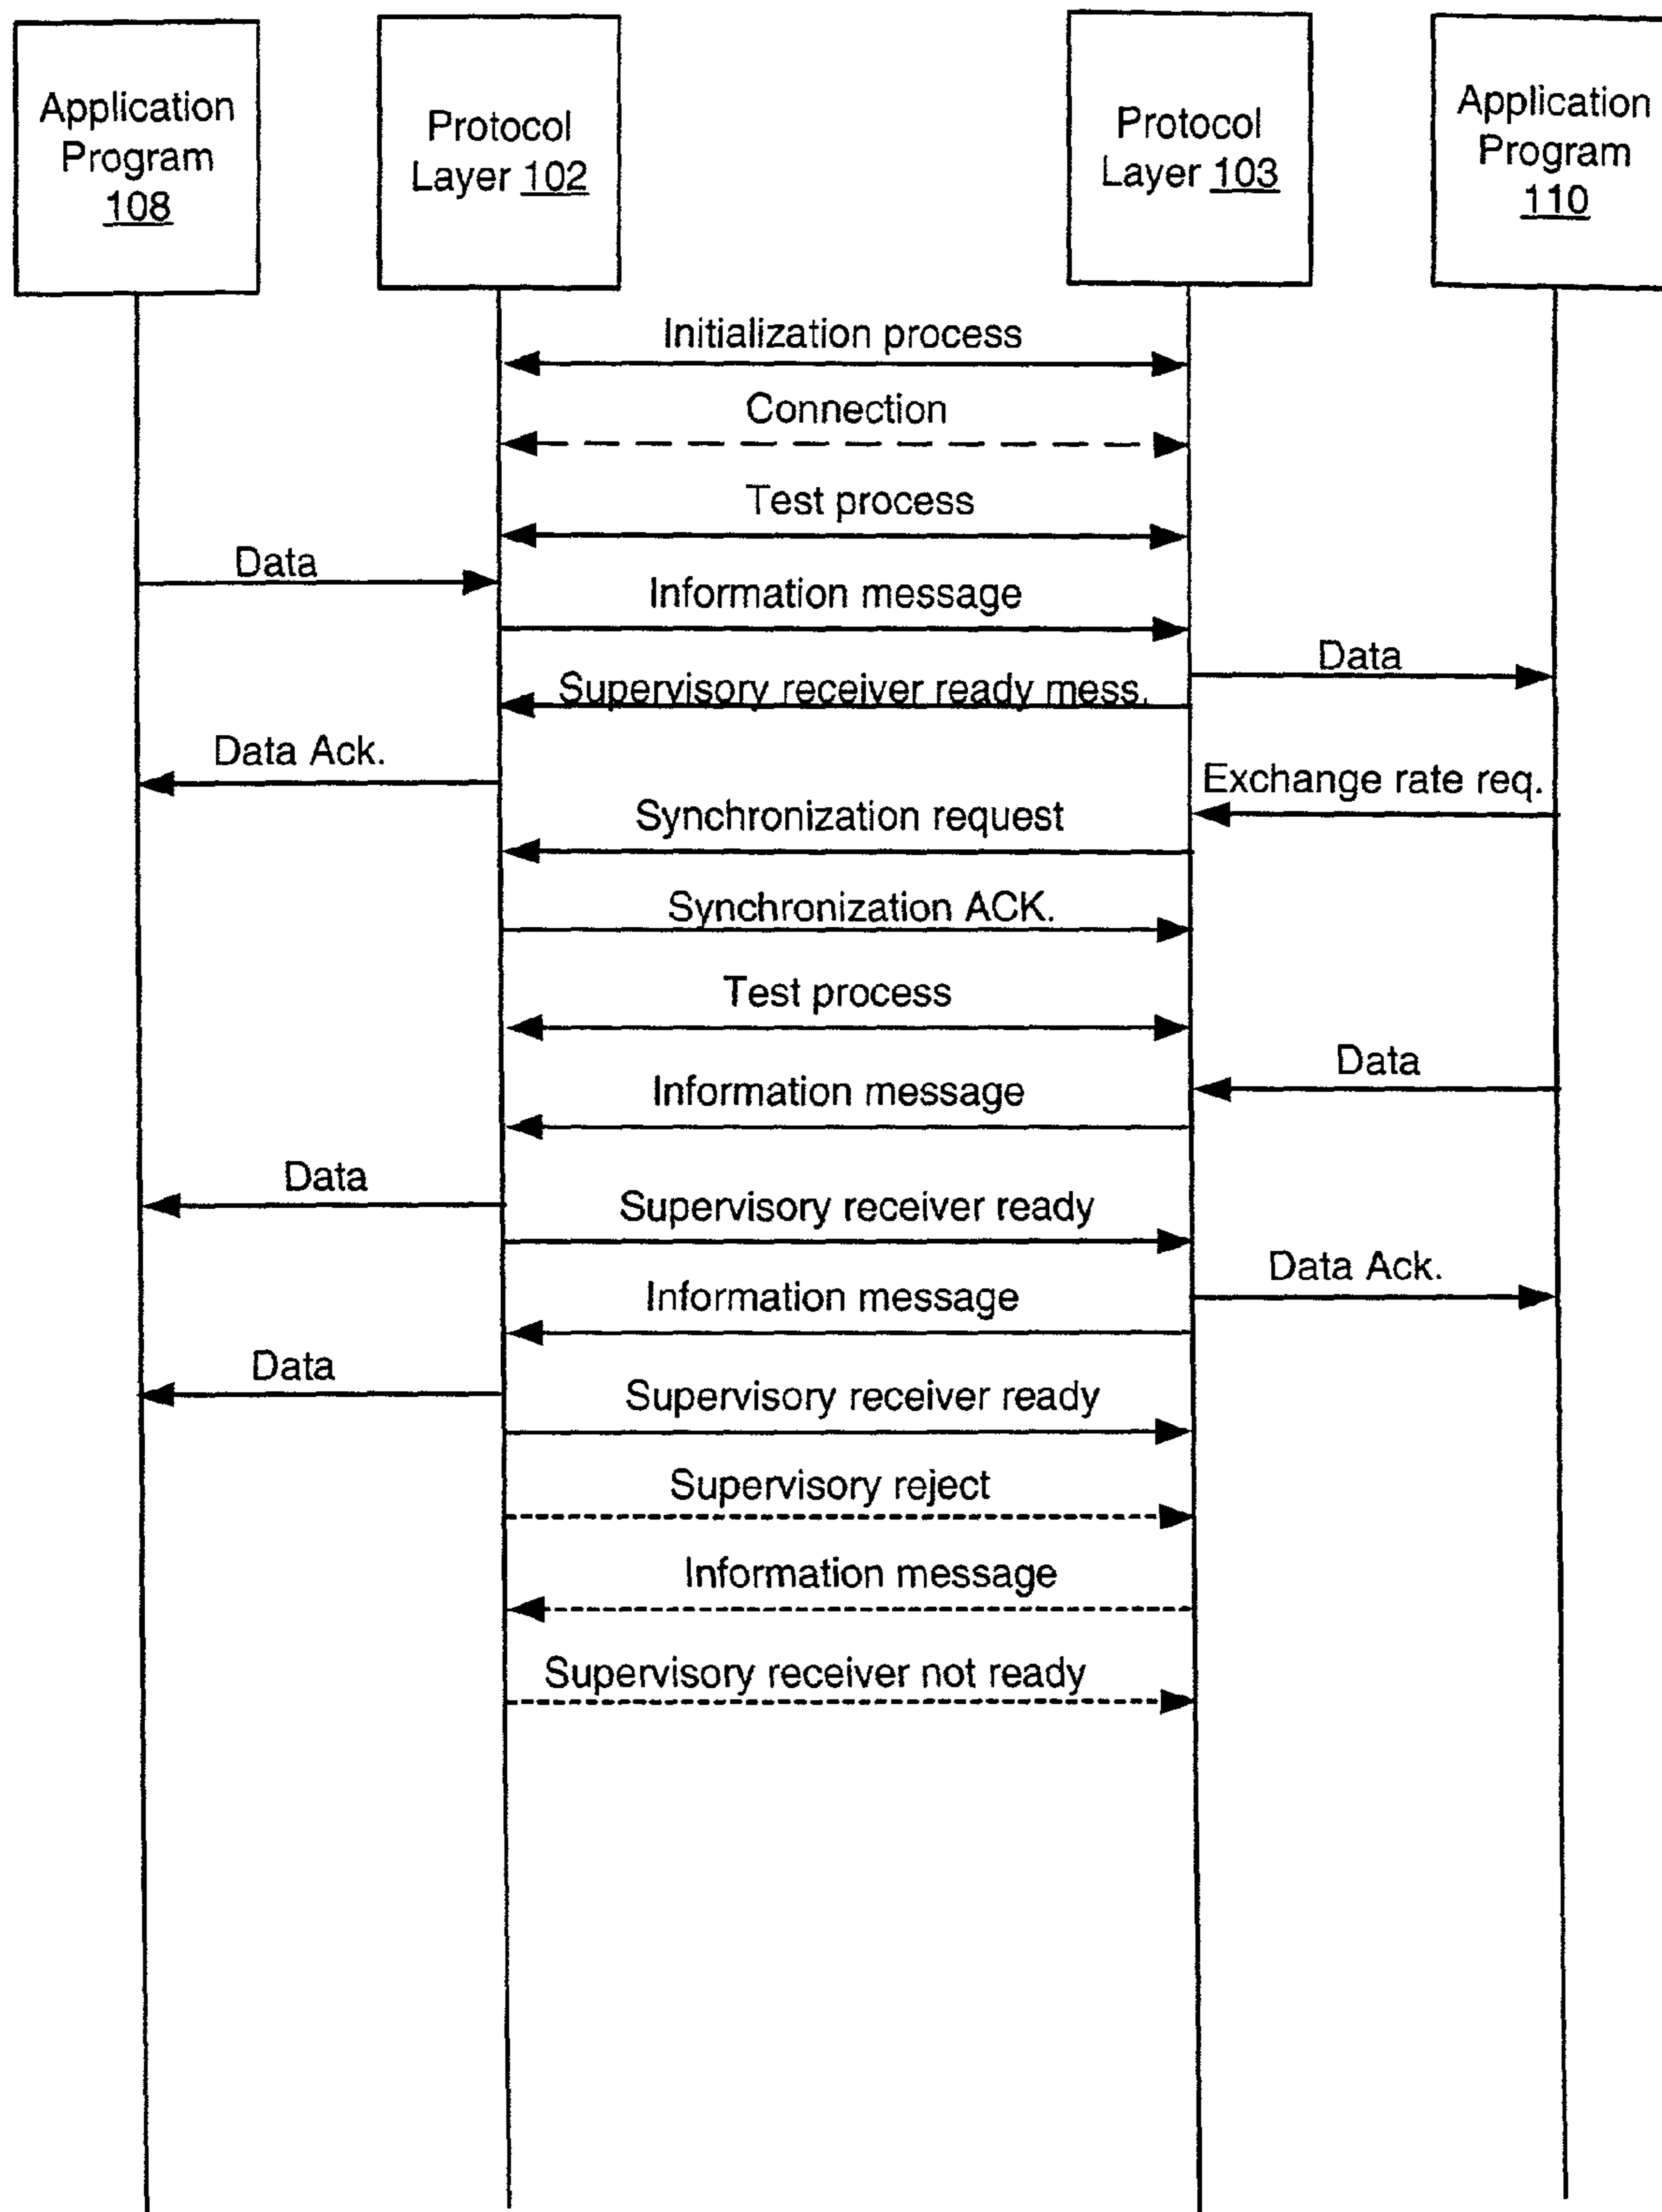 Application
Program
108
Protocol
Layer 102
Protocol
Layer 103
Application
Program
110
Initialization process
Connection
Test process
Data
Information message
Data
Supervisory receiver ready mess.
Data Ack.
Exchange rate req.
Synchronization request
Synchronization ACK.
Test process
Data
Information message
Data
Supervisory receiver ready
Data Ack.
Information message
Data
Supervisory receiver ready
Supervisory reject
Information message
Supervisory receiver not ready